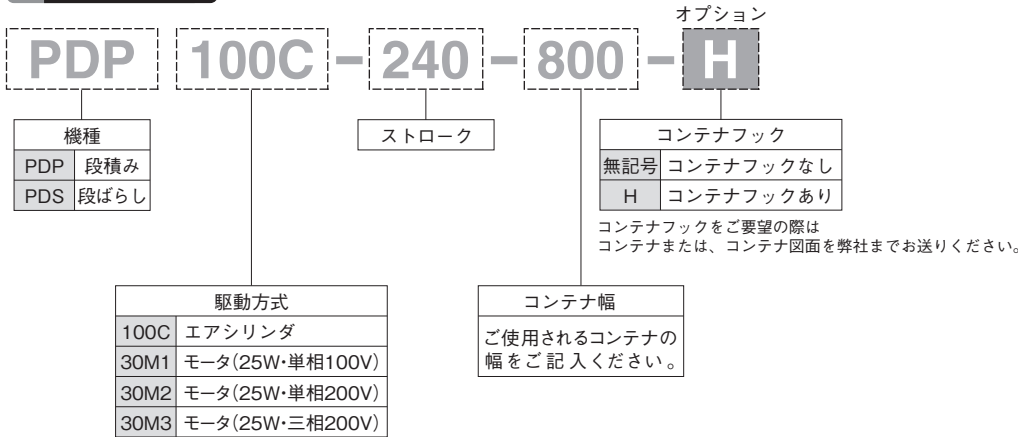 オプション
PDP 100C - 240 - 800 - H
機種
PDP 段積み
PDS 段ばらし
ストローク
コンテナフック
無記号 コンテナフックなし
H コンテナフックあり
コンテナフックをご要望の際は
コンテナまたは、コンテナ図面を弊社までお送りください。
駆動方式
100C エアシリンダ
30M1 モータ(25W・単相100V)
30M2 モータ(25W・単相200V)
30M3 モータ(25W・三相200V)
コンテナ幅
ご使用されるコンテナの
幅をご記入ください。